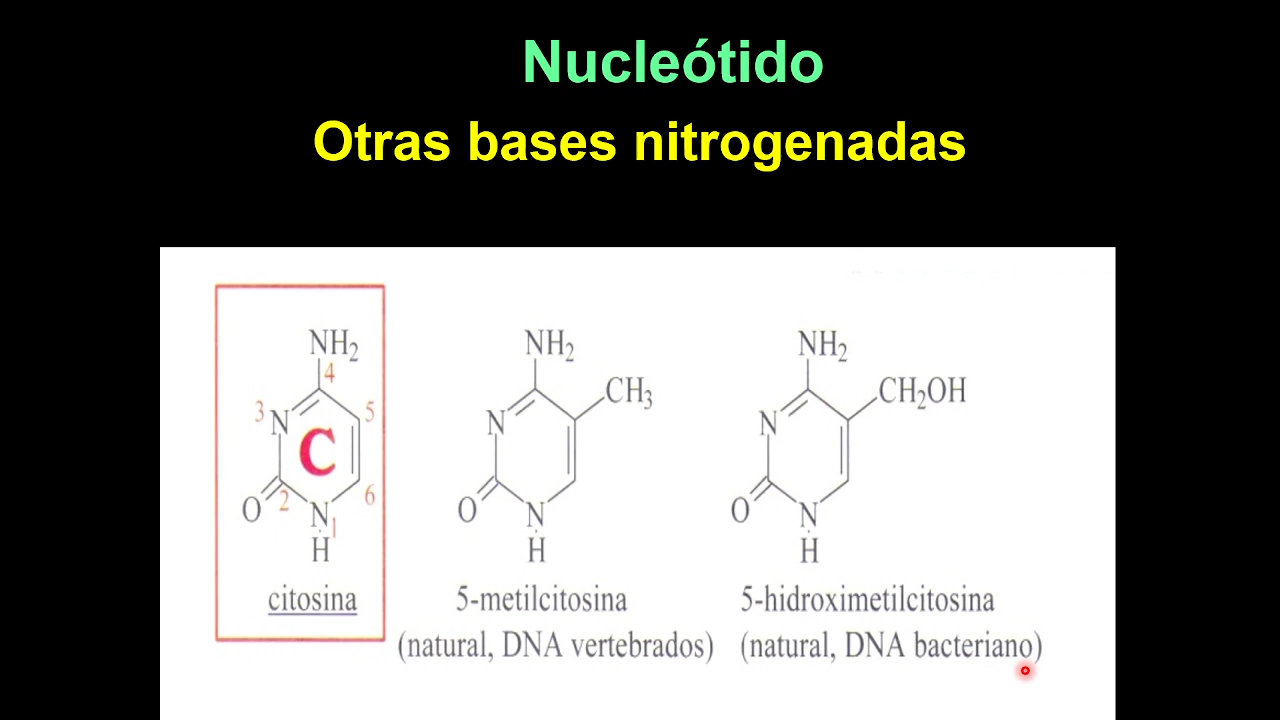 Nucleótido
Otras bases nitrogenadas
NH2
4
3
N
5
C
O
2
6
N
1
H
citosina
NH2
CH3
N
O
N
H
5-metilcitosina
(natural, DNA vertebrados)
NH2
CH2OH
N
O
N
H
5-hidroximetilcitosina
(natural, DNA bacteriano)